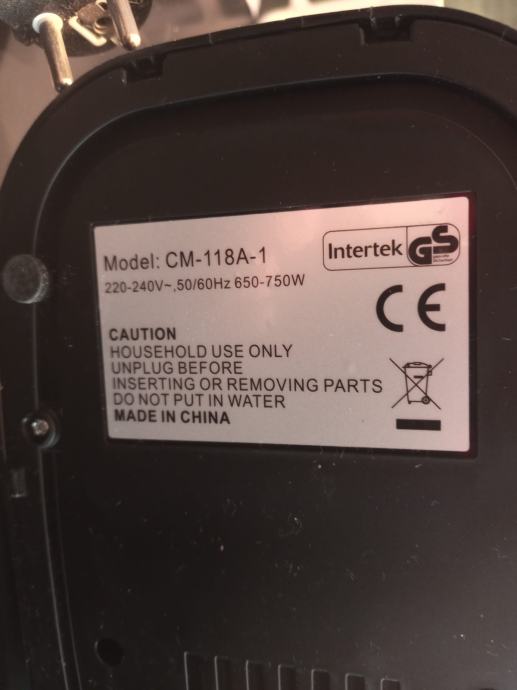 Model: CM-118A-1
Intertek GS
220-240V~,50/60Hz 650-750W
CE
CAUTION
HOUSEHOLD USE ONLY
UNPLUG BEFORE
INSERTING OR REMOVING PARTS
DO NOT PUT IN WATER
MADE IN CHINA